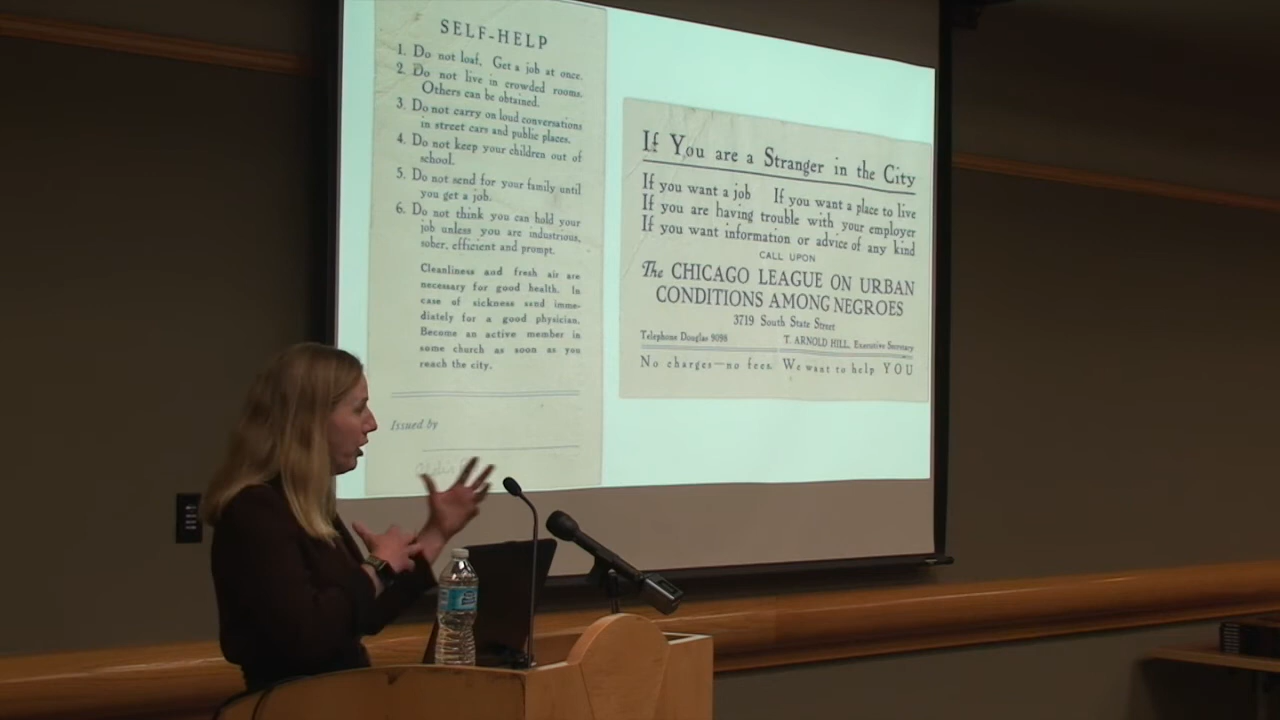 SELF-HELP
1. Do not loaf. Get a job at once.
2. Do not live in crowded rooms.
Others can be obtained.
3. Do not carry on loud conversations
in street cars and public places.
4. Do not keep your children out of
school.
5. Do not send for your family until
you get a job.
6. Do not think you can hold your
job unless you are industrious,
sober, efficient and prompt.
Cleanliness and fresh air are
necessary for good health. In
case of sickness send imme-
diately for a good physician.
Become an active member in
some church as soon as you
reach the city.
Issued by
If You are a Stranger in the City
If you want a job If you want a place to live
If you are having trouble with your employer
If you want information or advice of any kind
CALL UPON
The CHICAGO LEAGUE ON URBAN
CONDITIONS AMONG NEGROES
3719 South State Street
Telephone Douglas 9098 T. ARNOLD HILL, Executive Secretary
No charges—no fees. We want to help YOU